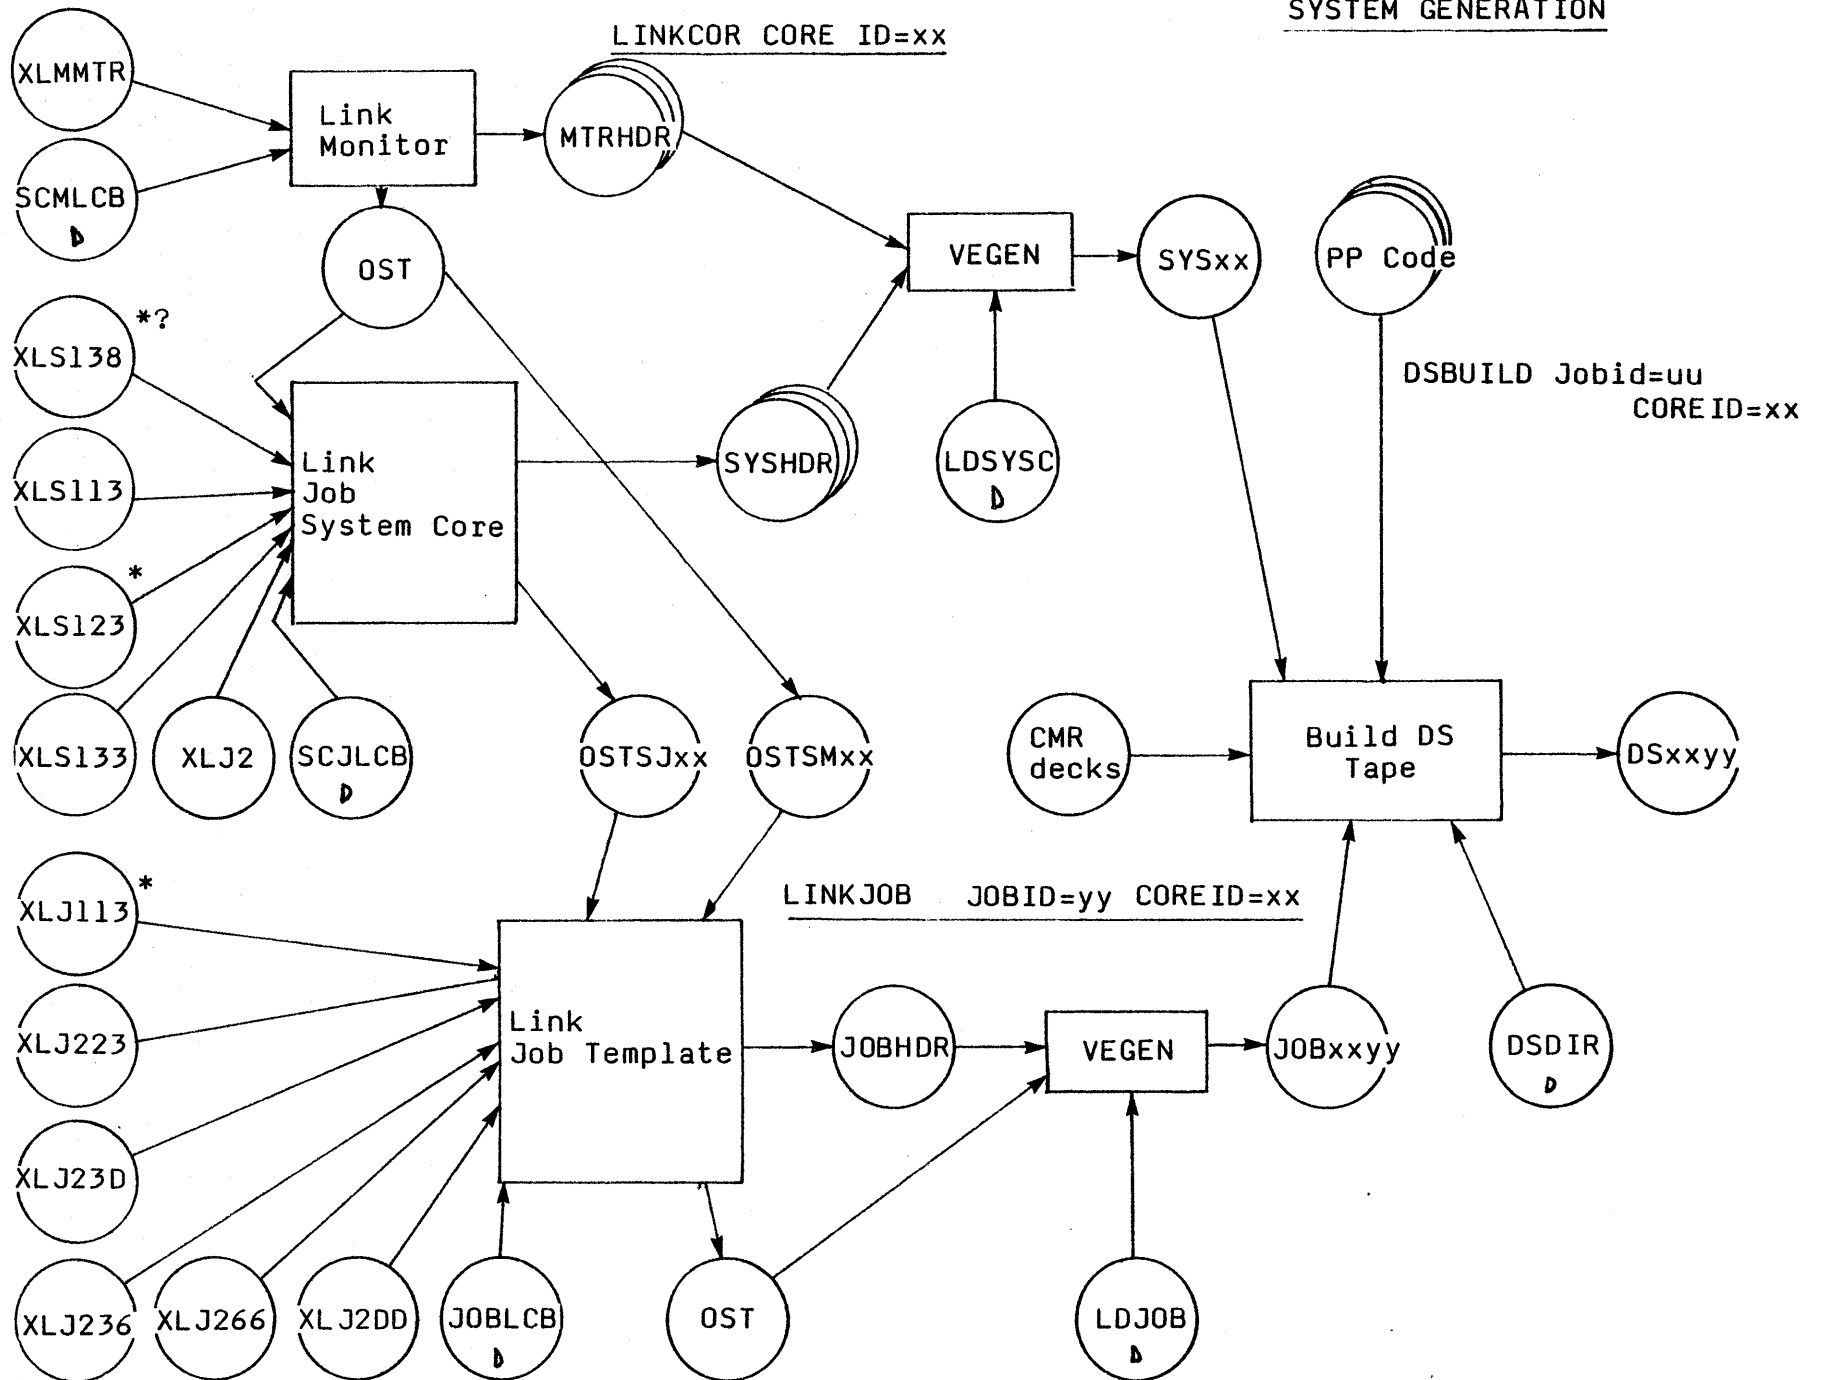 SYSTEM GENERATION
LINKCOR CORE ID=xx
XLMMTR
Link
Monitor
MTRHDR
SCMLCB
D
OST
VEGEN
SYSxx
PP Code
*?
XLS138
DSBUILD Jobid=uu
COREID=xx
Link
Job
System Core
SYSHDR
LDSYSC
D
XLS113
*
XLS123
XLS133
XLJ2
SCJLCB
D
OSTSJxx
OSTSMxx
CMR
decks
Build DS
Tape
DSxxyy
XLJ113
*
LINKJOB JOBID=yy COREID=xx
XLJ223
Link
Job Template
JOBHDR
VEGEN
JOBxxyy
DSDIR
D
XLJ23D
XLJ236
XLJ266
XLJ2DD
JOBLCB
D
OST
LDJOB
D